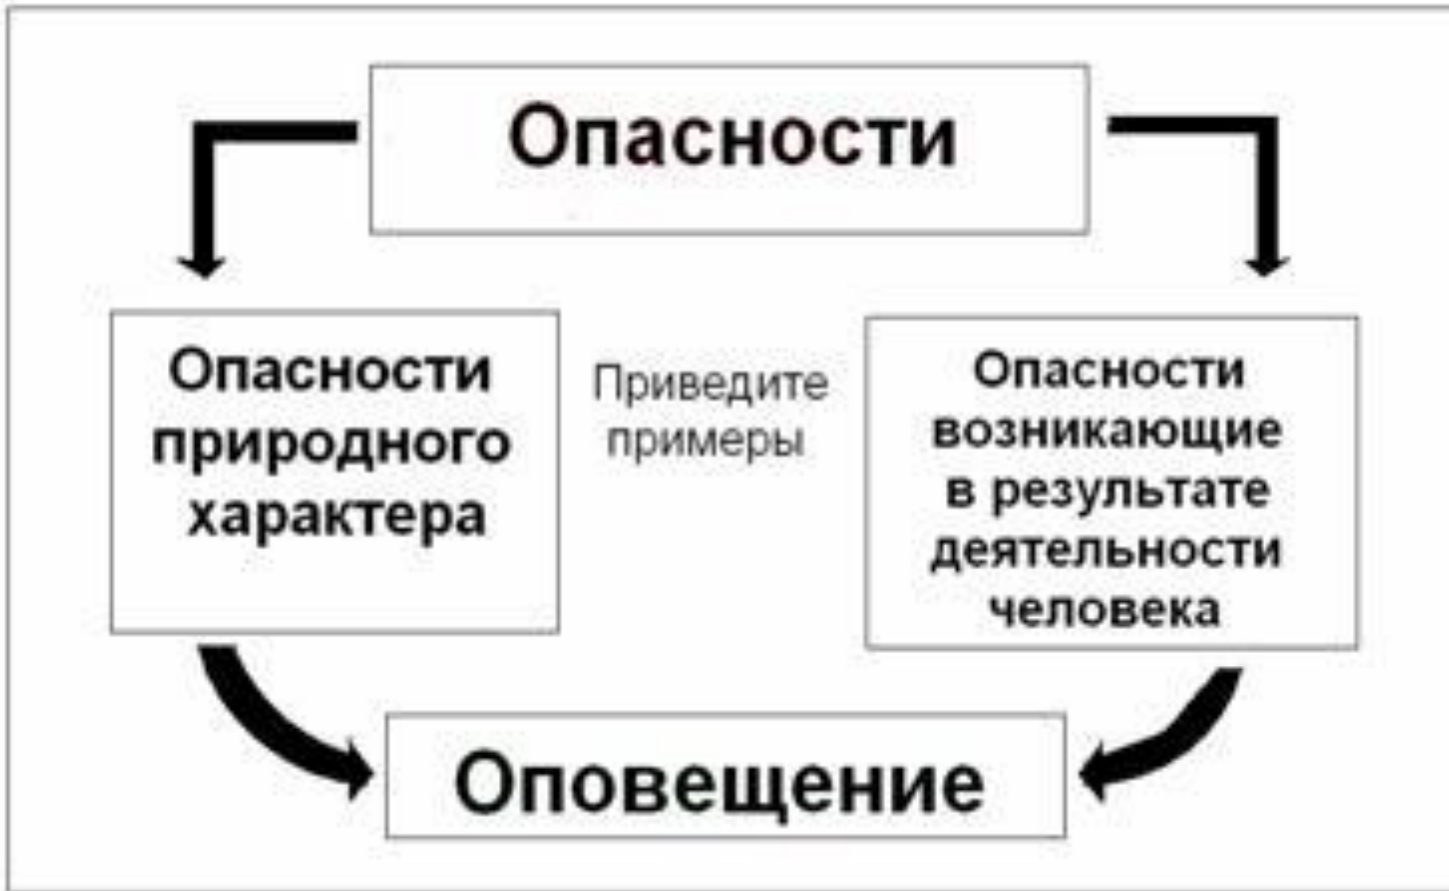 Опасности
Опасности
природного
характера
Приведите
примеры
Опасности
возникающие
в результате
деятельности
человека
Оповещение